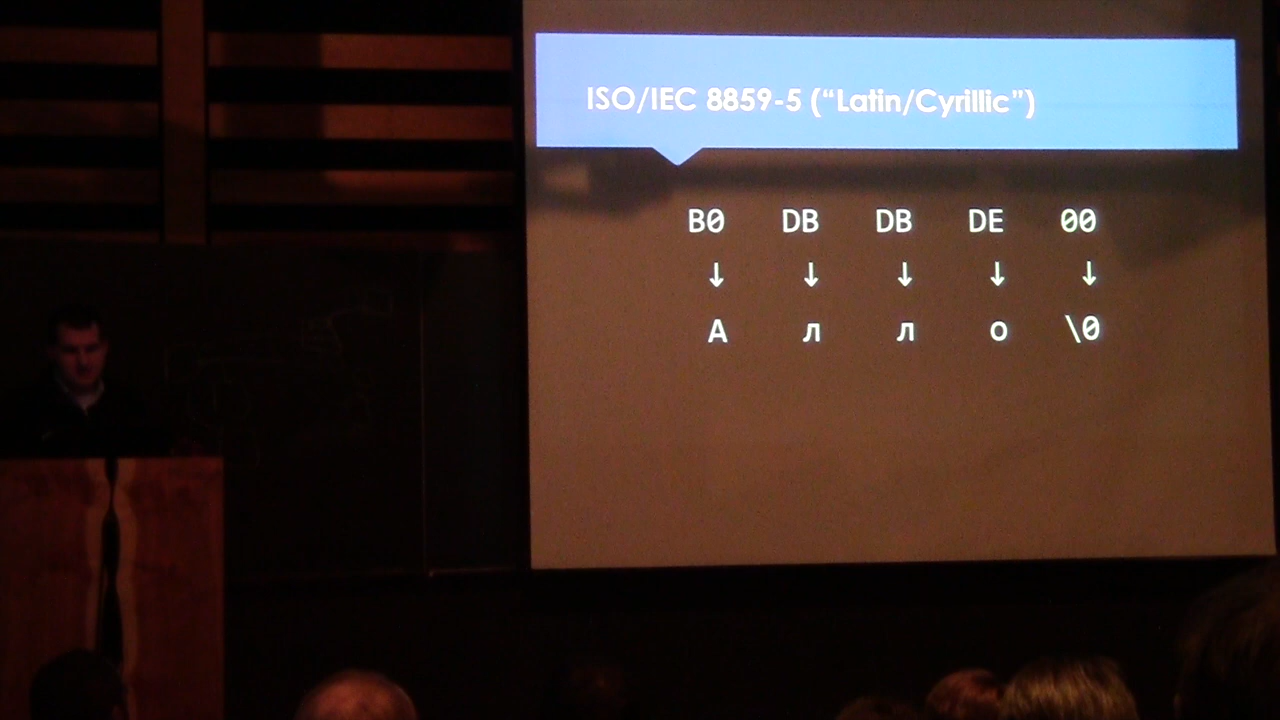 ISO/IEC 8859-5 (“Latin/Cyrillic”)
B0 DB DB DE 00
↓ ↓ ↓ ↓ ↓
А л л о \0